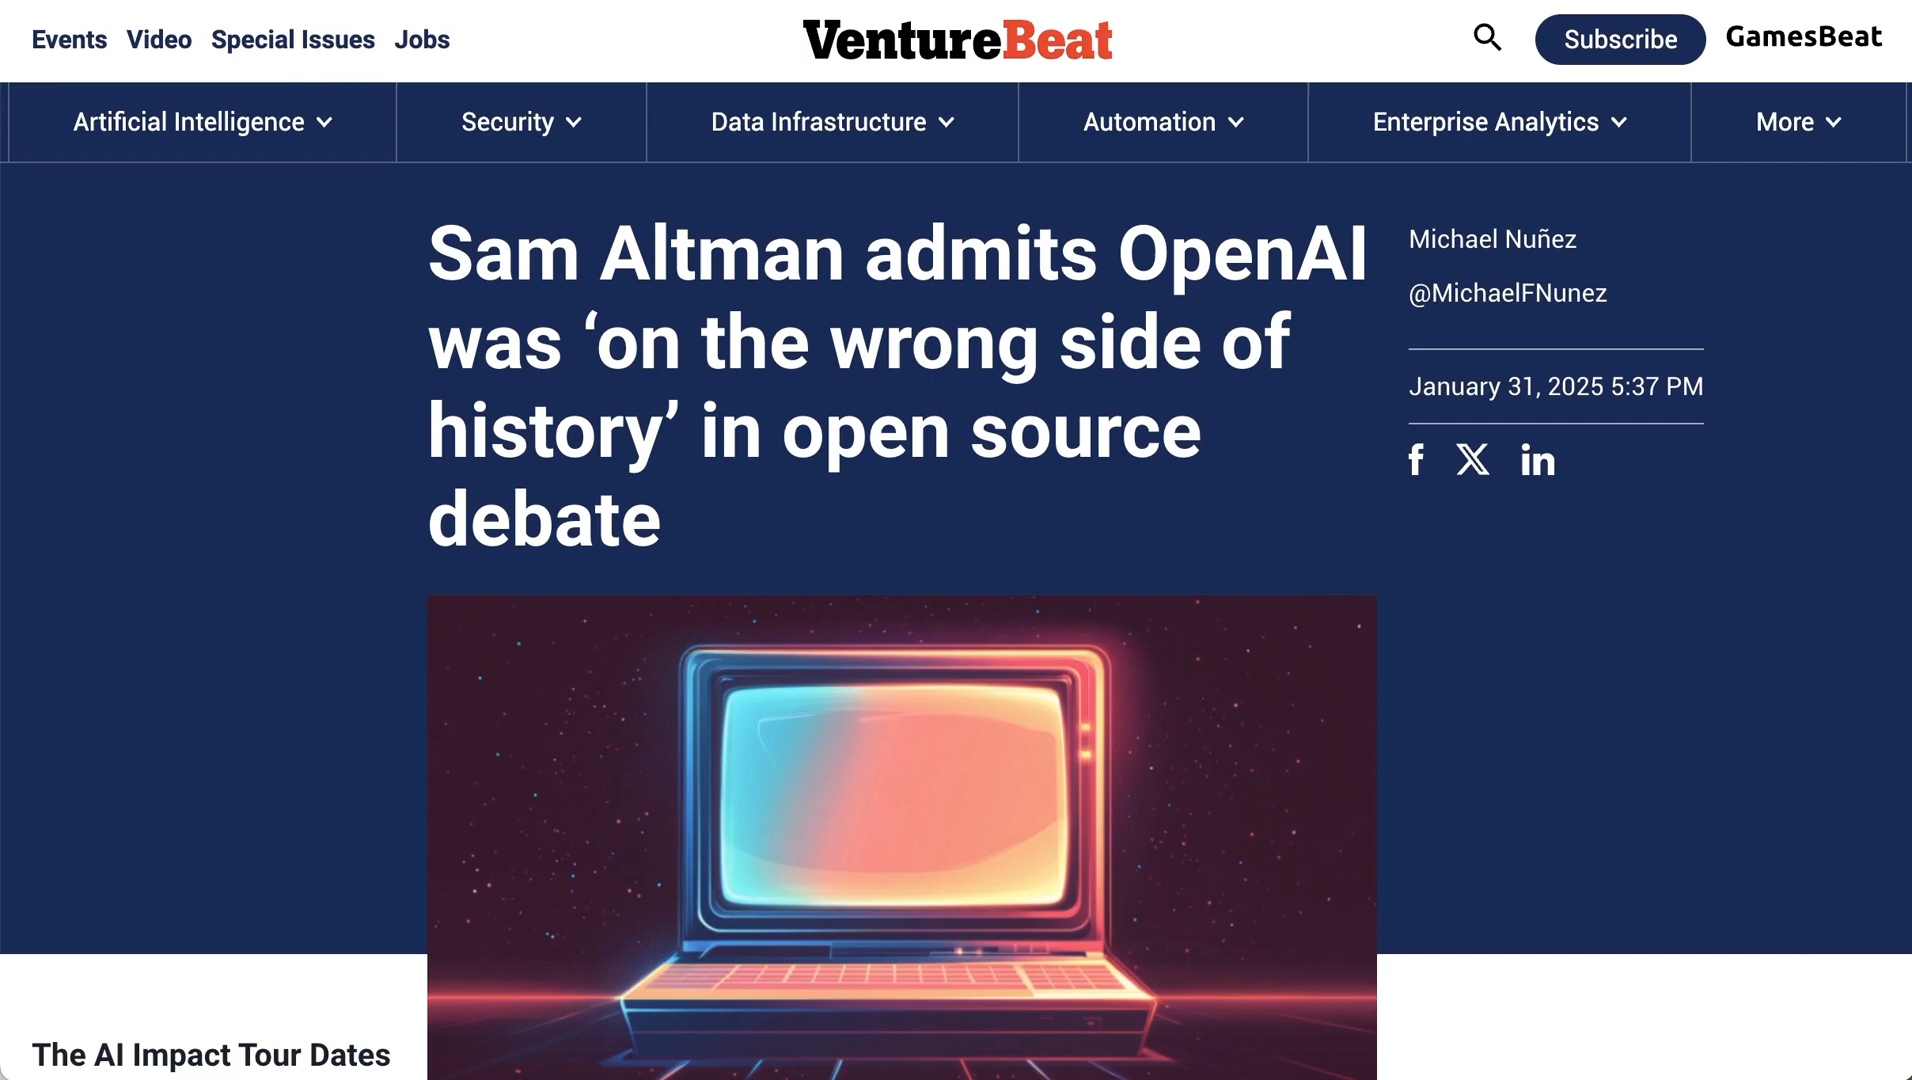 Events Video Special Issues Jobs
VentureBeat
Subscribe
GamesBeat
Artificial Intelligence
Security
Data Infrastructure
Automation
Enterprise Analytics
More
Sam Altman admits OpenAI
was ‘on the wrong side of
history’ in open source
debate
Michael Nuñez
@MichaelFNunez
January 31, 2025 5:37 PM
The AI Impact Tour Dates